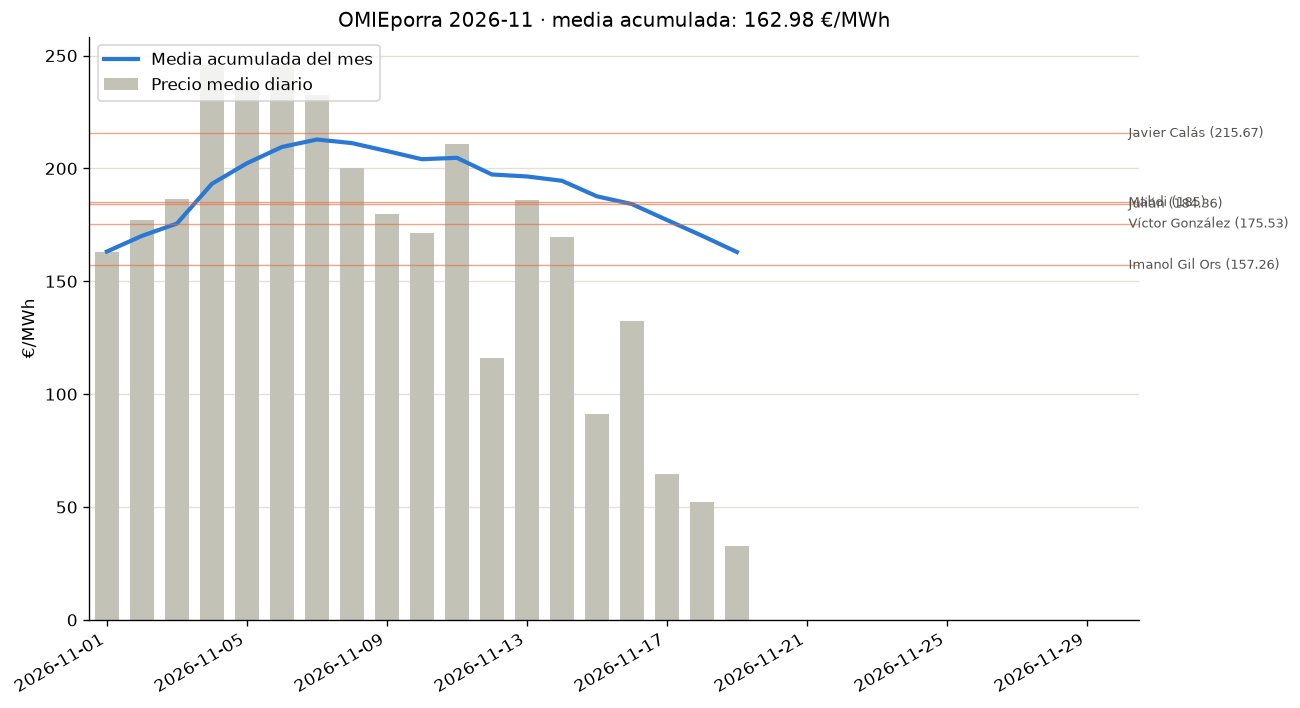 OMIEporra 2026-11 · media acumulada: 162.98 €/MWh
Media acumulada del mes
Precio medio diario
€/MWh
250
200
150
100
50
0
Javier Calás (215.67)
Víctor González (175.53)
Imanol Gil Ors (157.26)
2026-11-01
2026-11-05
2026-11-09
2026-11-13
2026-11-17
2026-11-21
2026-11-25
2026-11-29